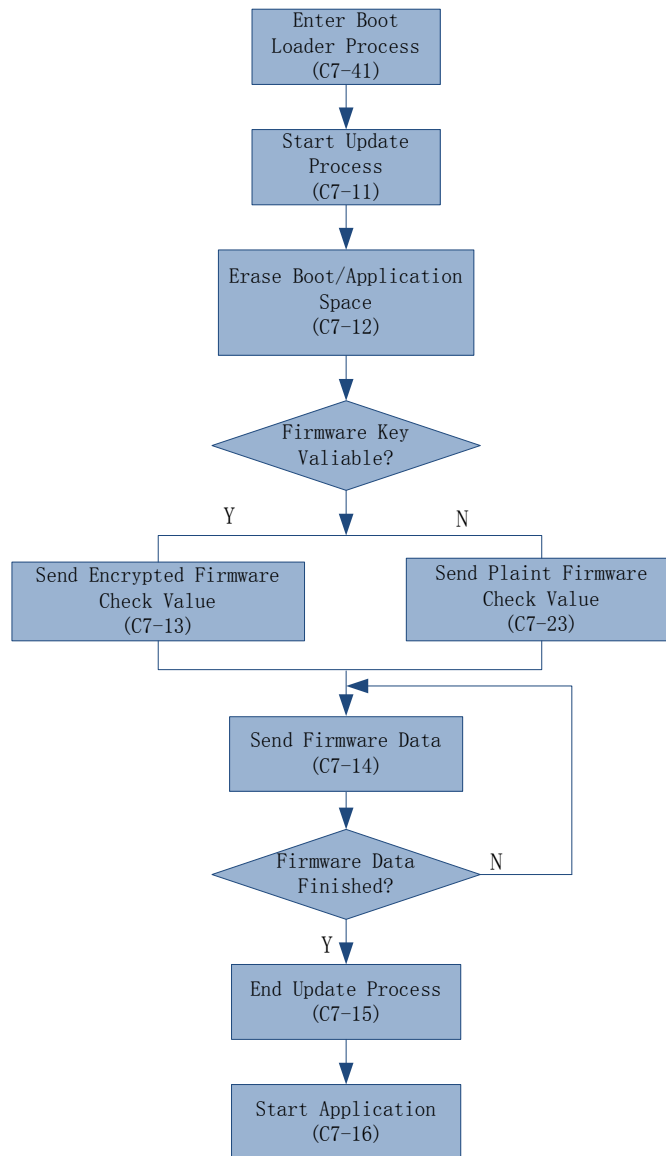 Enter Boot
Loader Process
(C7-41)
Start Update
Process
(C7-11)
Erase Boot/Application
Space
(C7-12)
Firmware Key
Valiable?
Y
N
Send Encrypted Firmware
Check Value
(C7-13)
Send Plaint Firmware
Check Value
(C7-23)
Send Firmware Data
(C7-14)
Firmware Data
Finished?
N
Y
End Update Process
(C7-15)
Start Application
(C7-16)